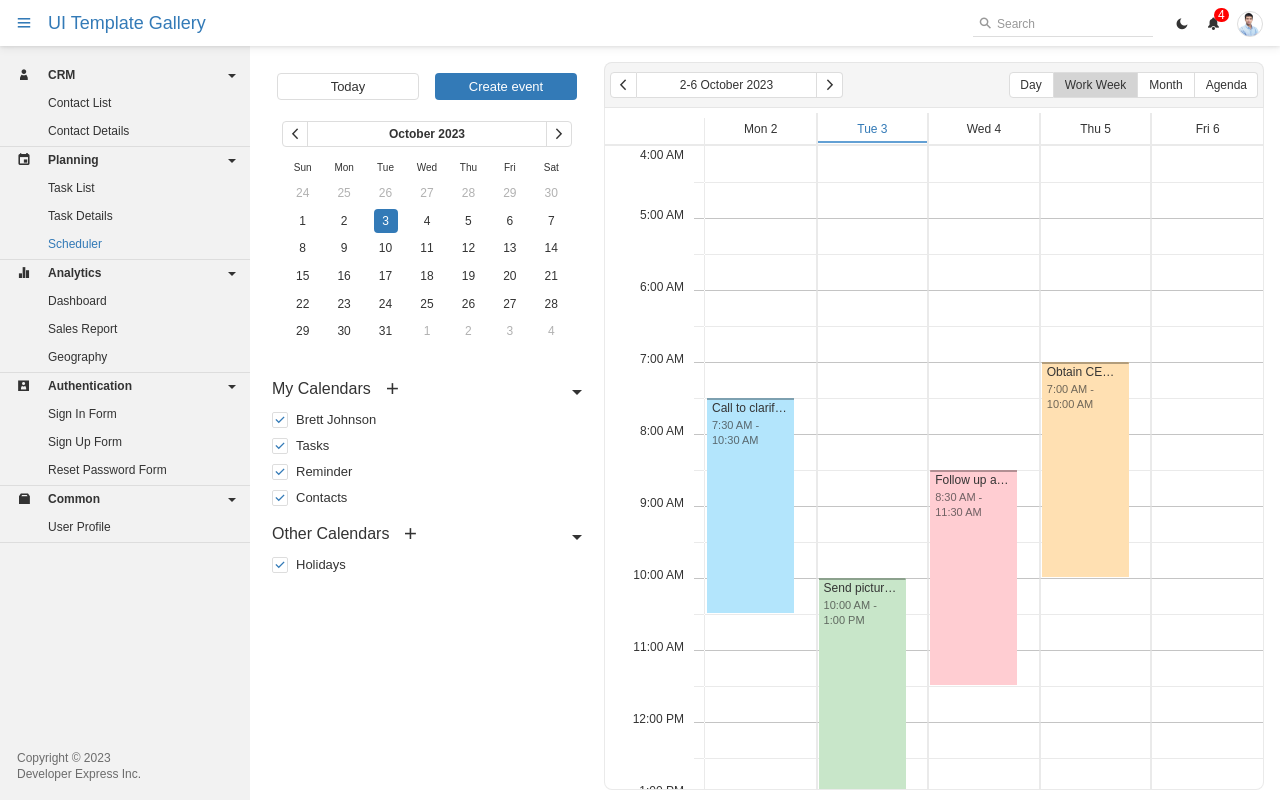 UI Template Gallery
Search
4
CRM
Contact List
Contact Details
Planning
Task List
Task Details
Scheduler
Analytics
Dashboard
Sales Report
Geography
Authentication
Sign In Form
Sign Up Form
Reset Password Form
Common
User Profile
Copyright © 2023
Developer Express Inc.
Today Create event
October 2023
Sun Mon Tue Wed Thu Fri Sat
24 25 26 27 28 29 30
1 2 3 4 5 6 7
8 9 10 11 12 13 14
15 16 17 18 19 20 21
22 23 24 25 26 27 28
29 30 31 1 2 3 4
My Calendars
Brett Johnson
Tasks
Reminder
Contacts
Other Calendars
Holidays
2-6 October 2023
Day Work Week Month Agenda
Mon 2 Tue 3 Wed 4 Thu 5 Fri 6
4:00 AM
5:00 AM
6:00 AM
7:00 AM
8:00 AM
9:00 AM
10:00 AM
11:00 AM
12:00 PM
1:00 PM
Call to clarif…
7:30 AM -
10:30 AM
Send pictur…
10:00 AM -
1:00 PM
Follow up a…
8:30 AM -
11:30 AM
Obtain CE…
7:00 AM -
10:00 AM